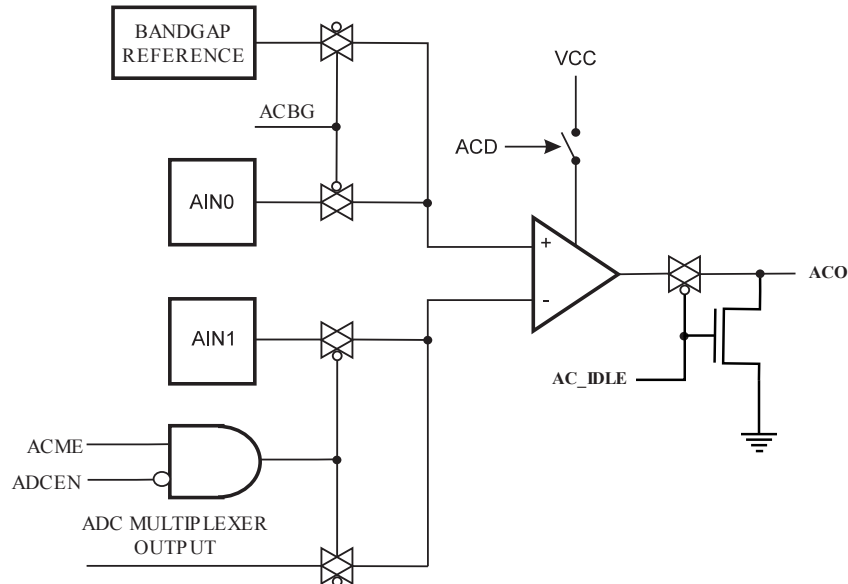 BANDGAP
REFERENCE
VCC
ACBG
ACD
AIN0
+
-
ACO
AIN1
AC_IDLE
ACME
ADCEN
ADC MULTIPLEXER
OUTPUT